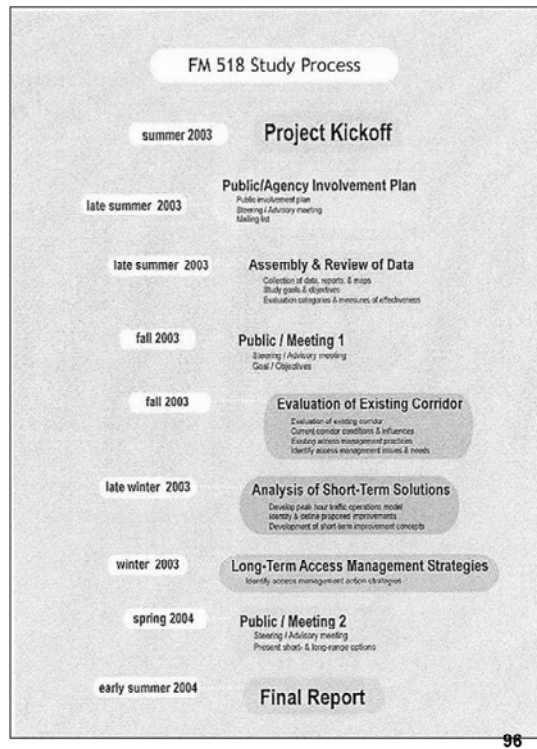 FM 518 Study Process
summer 2003
Project Kickoff
late summer 2003
Public/Agency Involvement Plan
Public involvement plan
Steering / Advisory meeting
Mailing list
late summer 2003
Assembly & Review of Data
Collection of data, reports, & maps
Study goals & objectives
Evaluation categories & measures of effectiveness
fall 2003
Public / Meeting 1
Steering / Advisory meeting
Goal / Objectives
fall 2003
Evaluation of Existing Corridor
Evaluation of existing corridor
Current corridor conditions & influences
Existing access management practices
Identify access management issues & needs
late winter 2003
Analysis of Short-Term Solutions
Develop peak hour traffic operations model
Identify & define proposed improvements
Development of short-term improvement concepts
winter 2003
Long-Term Access Management Strategies
Identify access management action strategies
spring 2004
Public / Meeting 2
Steering / Advisory meeting
Present short- & long-range options
early summer 2004
Final Report
96